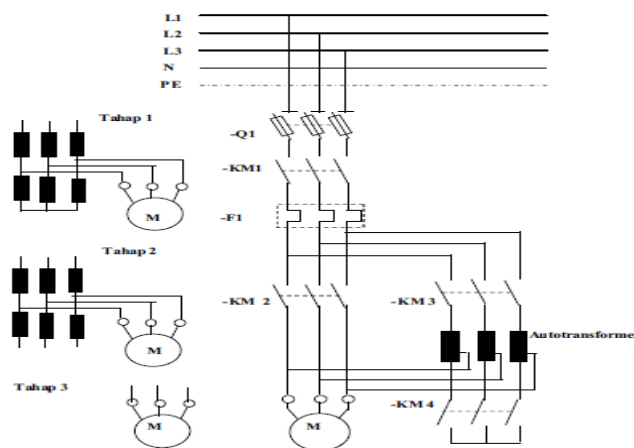 L1
L2
L3
N
PE
Tahap 1
-Q1
-KM1
M
-F1
Tahap 2
-KM 2
-KM 3
M
Autotransforme
Tahap 3
-KM 4
M
M